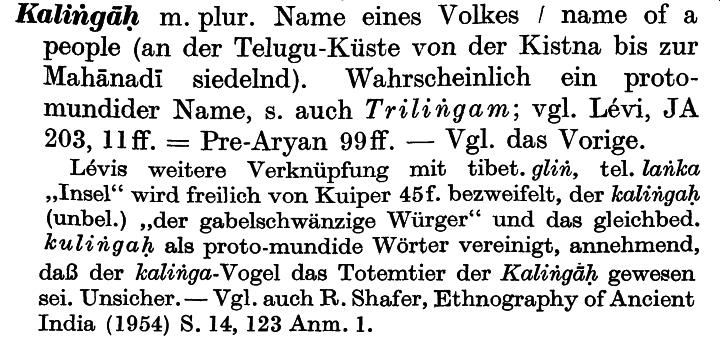 Kaliṅgāḥ m. plur. Name eines Volkes / name of a
people (an der Telugu-Küste von der Kistna bis zur
Mahānadī siedelnd). Wahrscheinlich ein proto-
mundider Name, s. auch Triliṅgam; vgl. Lévi, JA
203, 11ff. = Pre-Aryan 99ff. — Vgl. das Vorige.
Lévis weitere Verknüpfung mit tibet. gliṅ, tel. laṅka
„Insel“ wird freilich von Kuiper 45f. bezweifelt, der kaliṅgaḥ
(unbel.) „der gabelschwänzige Würger“ und das gleichbed.
kuliṅgaḥ als proto-mundide Wörter vereinigt, annehmend,
daß der kaliṅga-Vogel das Totemtier der Kaliṅgāḥ gewesen
sei. Unsicher. — Vgl. auch R. Shafer, Ethnography of Ancient
India (1954) S. 14, 123 Anm. 1.